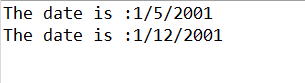 The date is :1/5/2001
The date is :1/12/2001